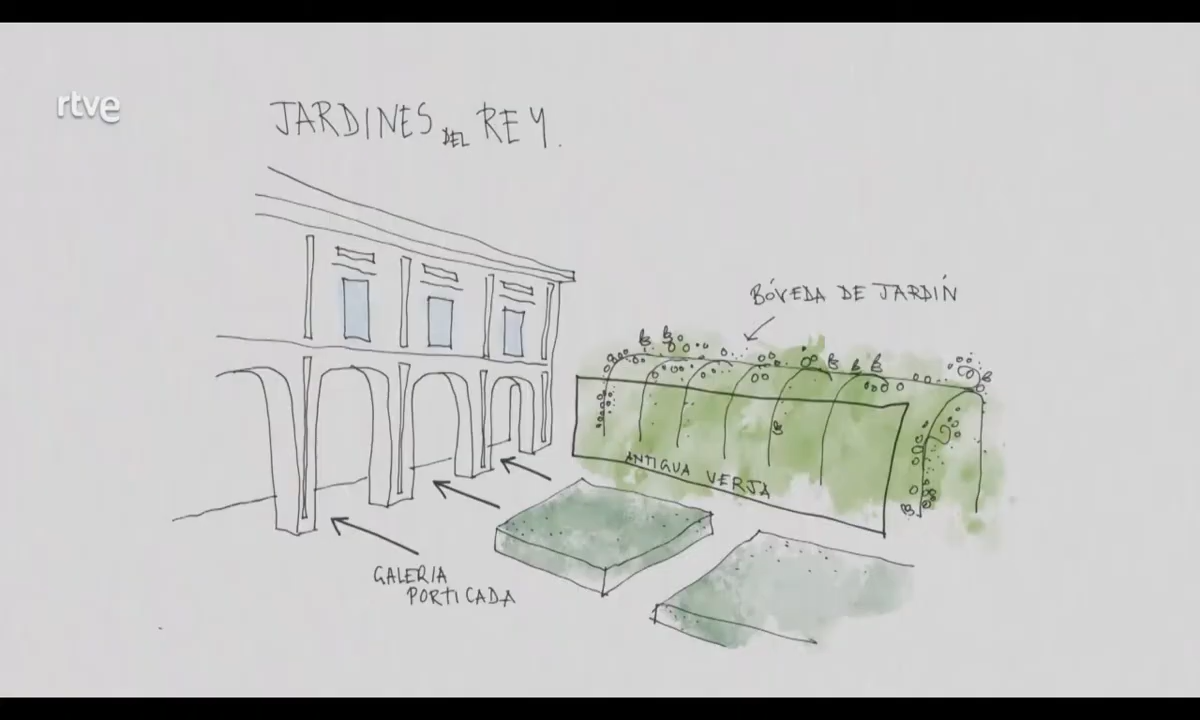 rtve
JARDINES DEL REY.
BÓVEDA DE JARDÍN
ANTIGUA VERJA
GALERIA
PORTICADA